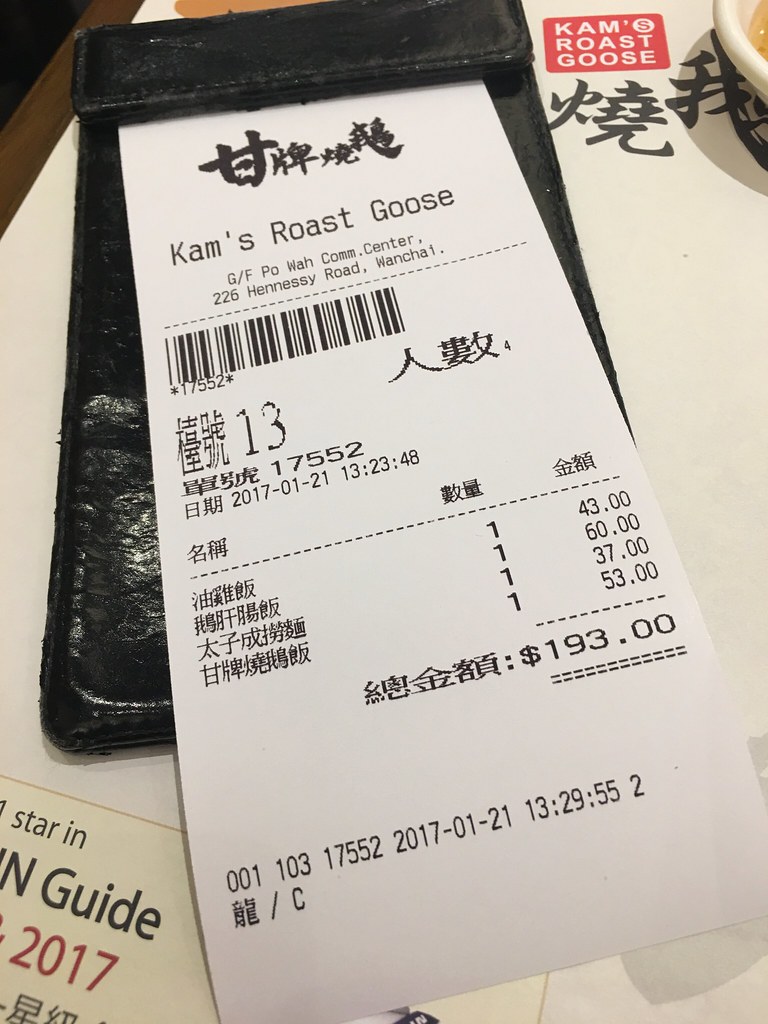 KAM'S
ROAST
GOOSE
燒
甘牌燒鵝
Kam's Roast Goose
G/F Po Wah Comm.Center,
226 Hennessy Road, Wanchai.
*17552*
人數 4
檯號 13
單號 17552
日期 2017-01-21 13:23:48
名稱 數量 金額
油雞飯 1 43.00
鵝肝腸飯 1 60.00
太子成撈麵 1 37.00
甘牌燒鵝飯 1 53.00
總金額:$193.00
001 103 17552 2017-01-21 13:29:55 2
龍 / C
1 star in
N Guide
& 2017
一星級